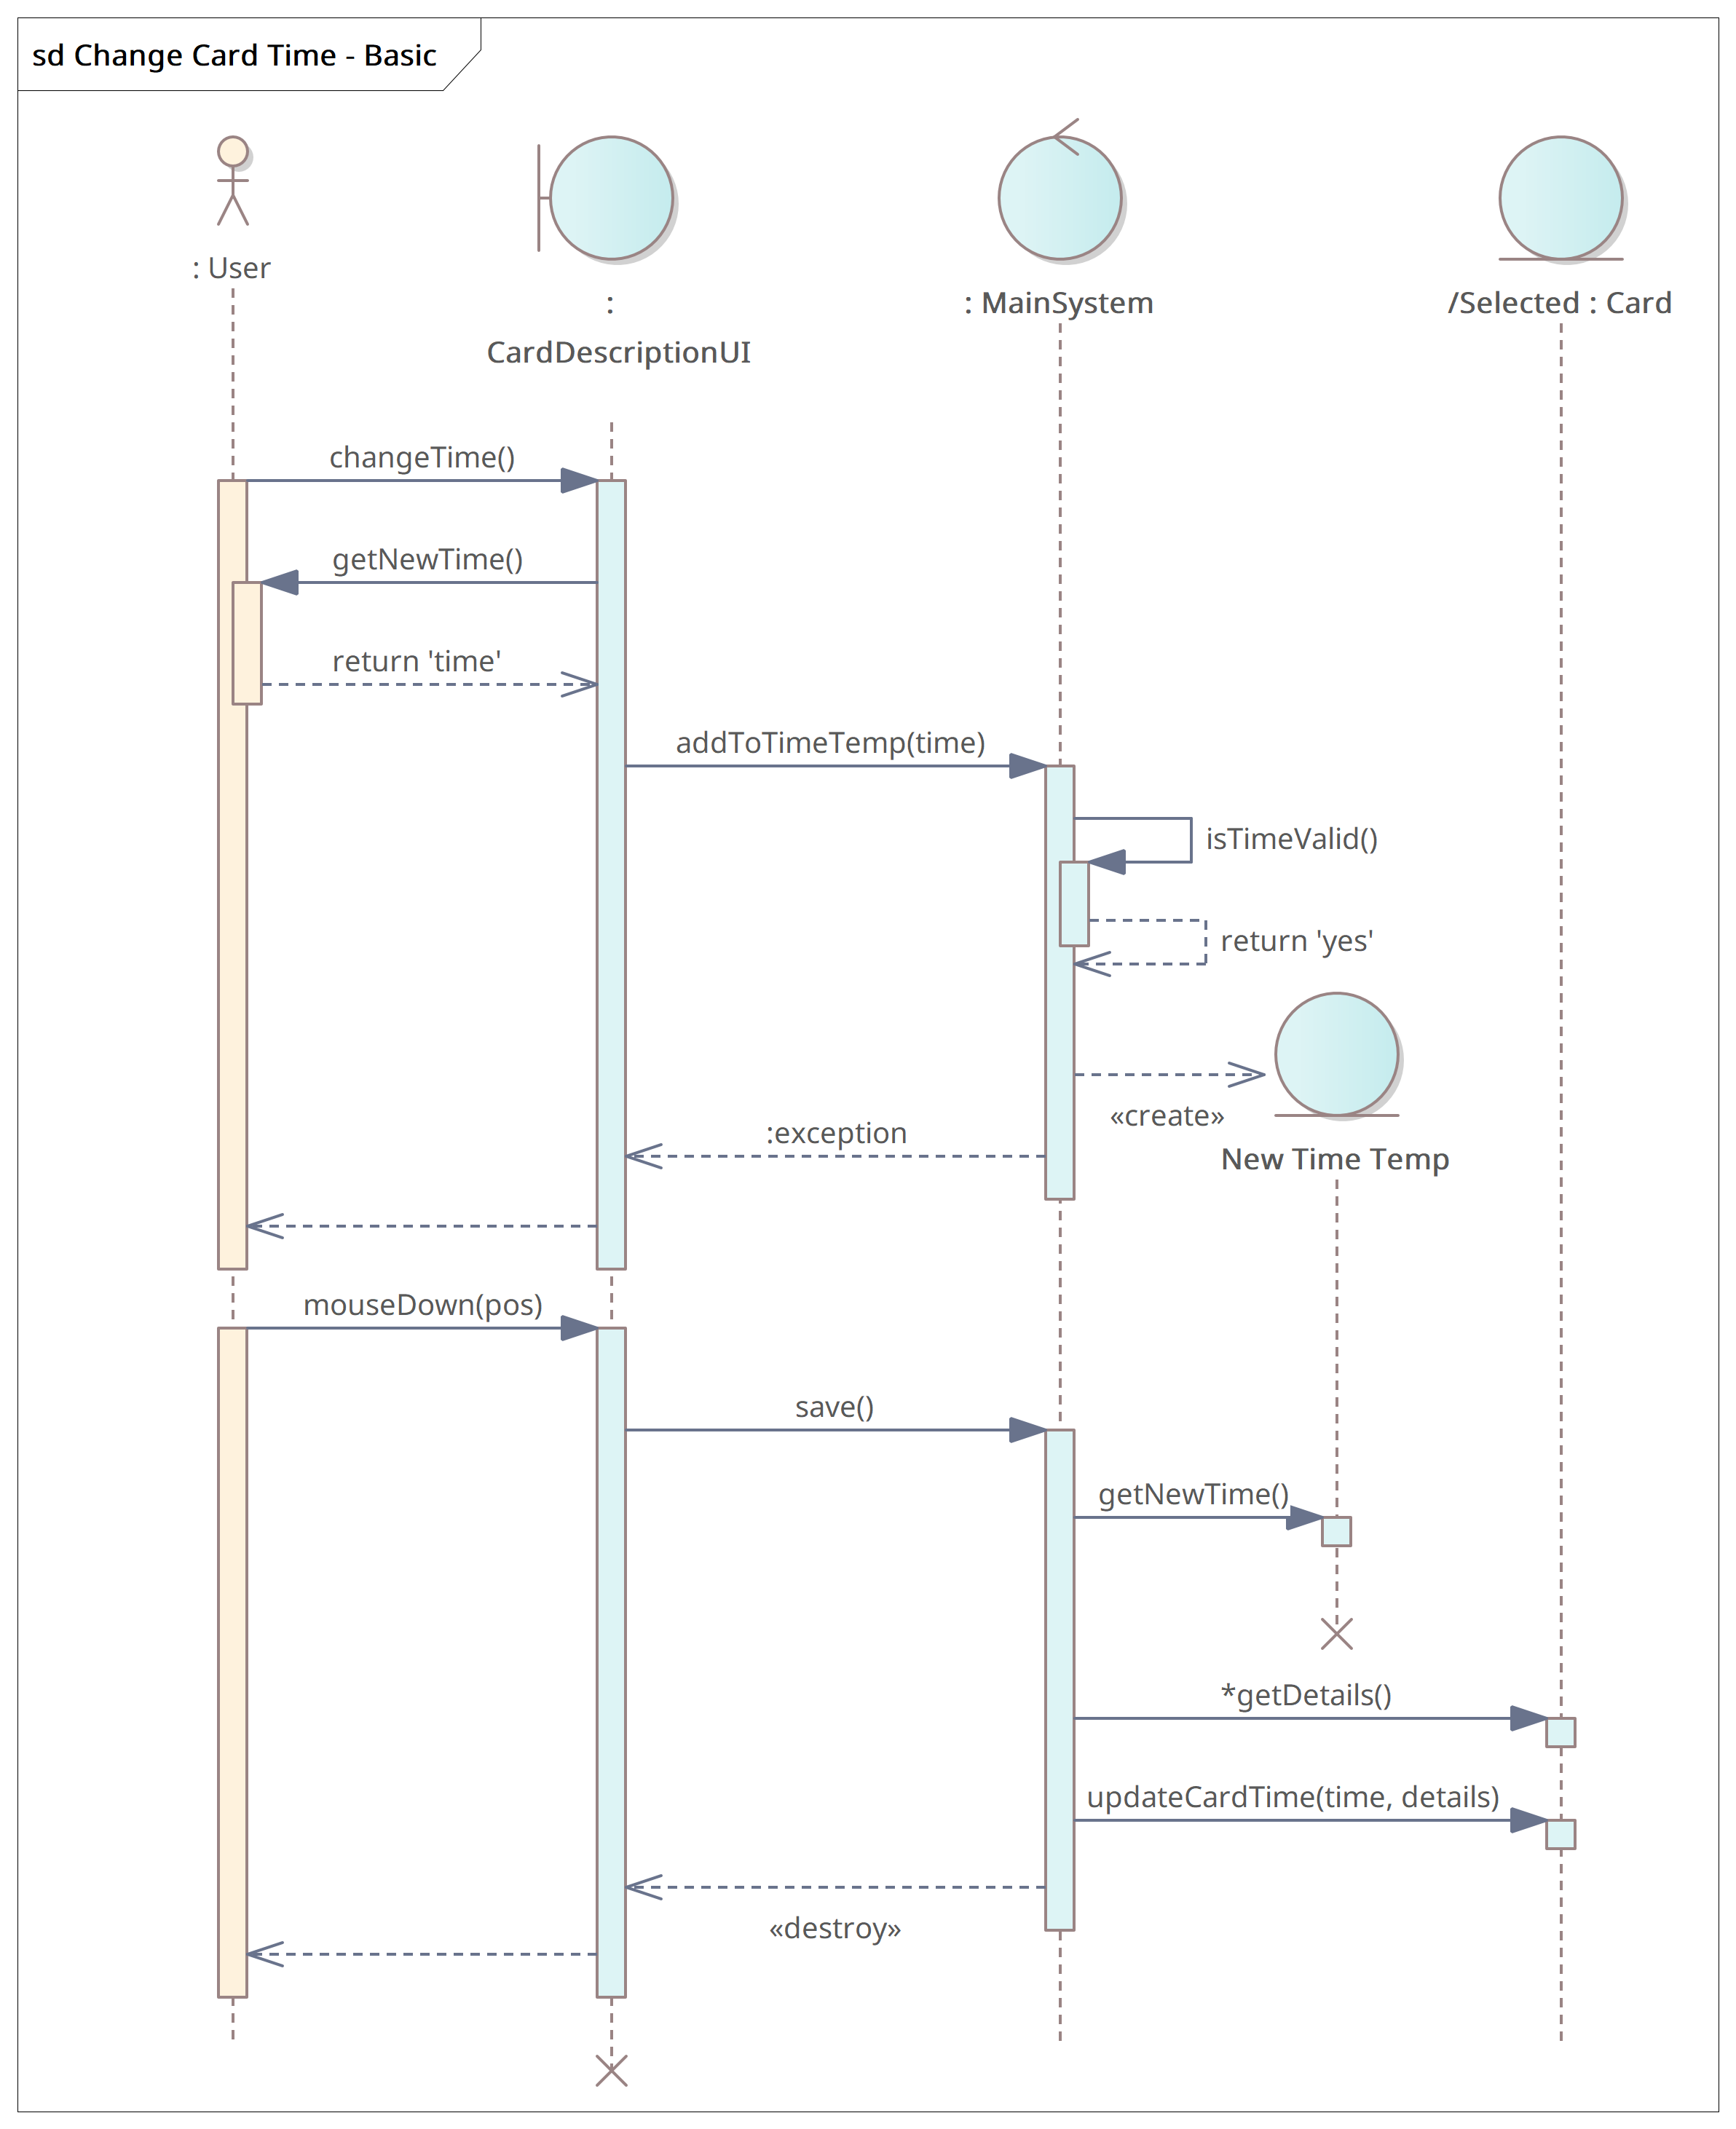 sd Change Card Time - Basic
: User
:
CardDescriptionUI
: MainSystem
/Selected : Card
changeTime()
getNewTime()
return 'time'
addToTimeTemp(time)
isTimeValid()
return 'yes'
«create»
:exception
New Time Temp
mouseDown(pos)
save()
getNewTime()
*getDetails()
updateCardTime(time, details)
«destroy»